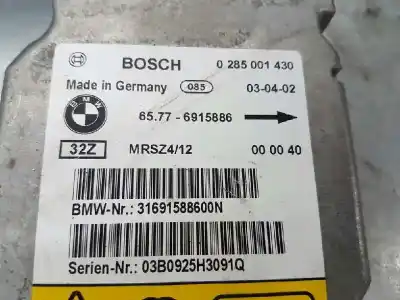 BOSCH 0 285 001 430
Made in Germany 085 03-04-02
BMW 65.77 - 6915886
32Z MRSZ4/12 00 00 40
BMW-Nr.: 31691588600N
Serien-Nr: 03B0925H3091Q